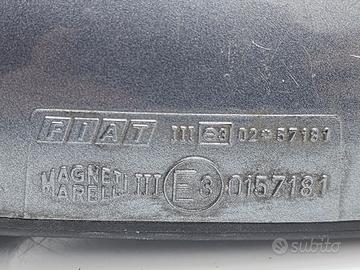 FIAT III e3 02*57181
MAGNETI
MARELLI III E3 0157181
subito